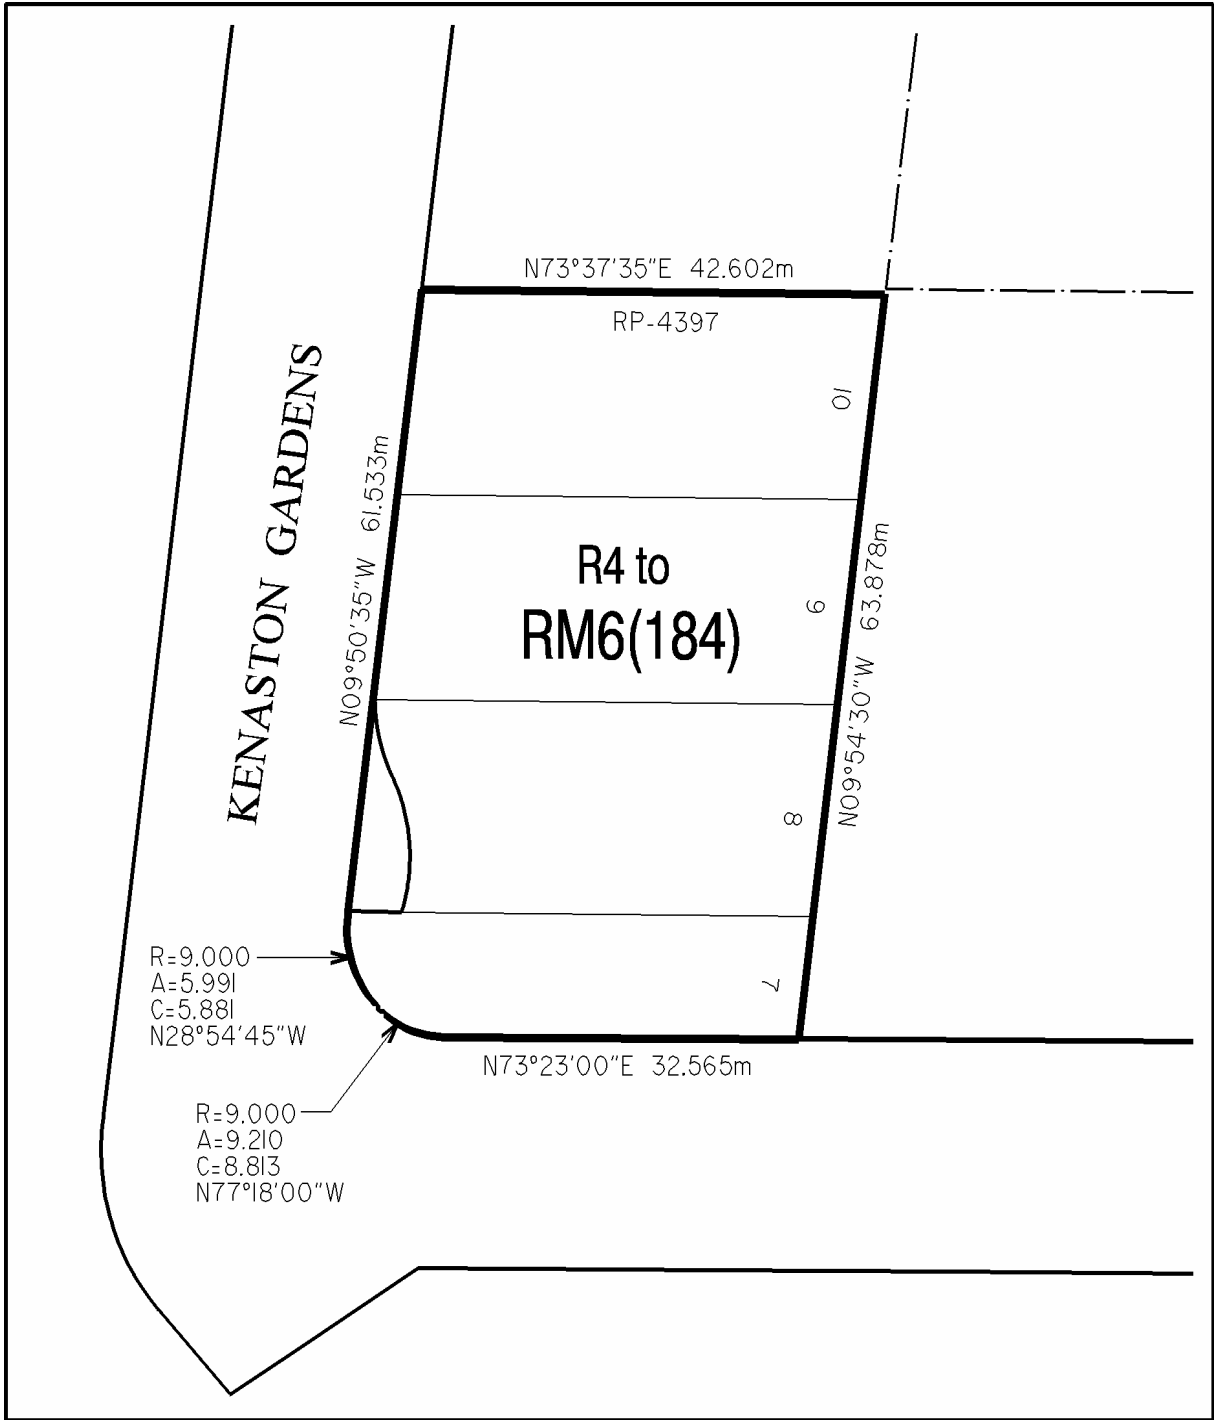 N73°37'35"E 42.602m
RP-4397
10
KENASTON GARDENS
N09°50'35"W 61.533m
R4 to
RM6(184)
9
N09°54'30"W 63.878m
8
R=9.000
A=5.991
C=5.881
N28°54'45"W
7
N73°23'00"E 32.565m
R=9.000
A=9.210
C=8.813
N77°18'00"W